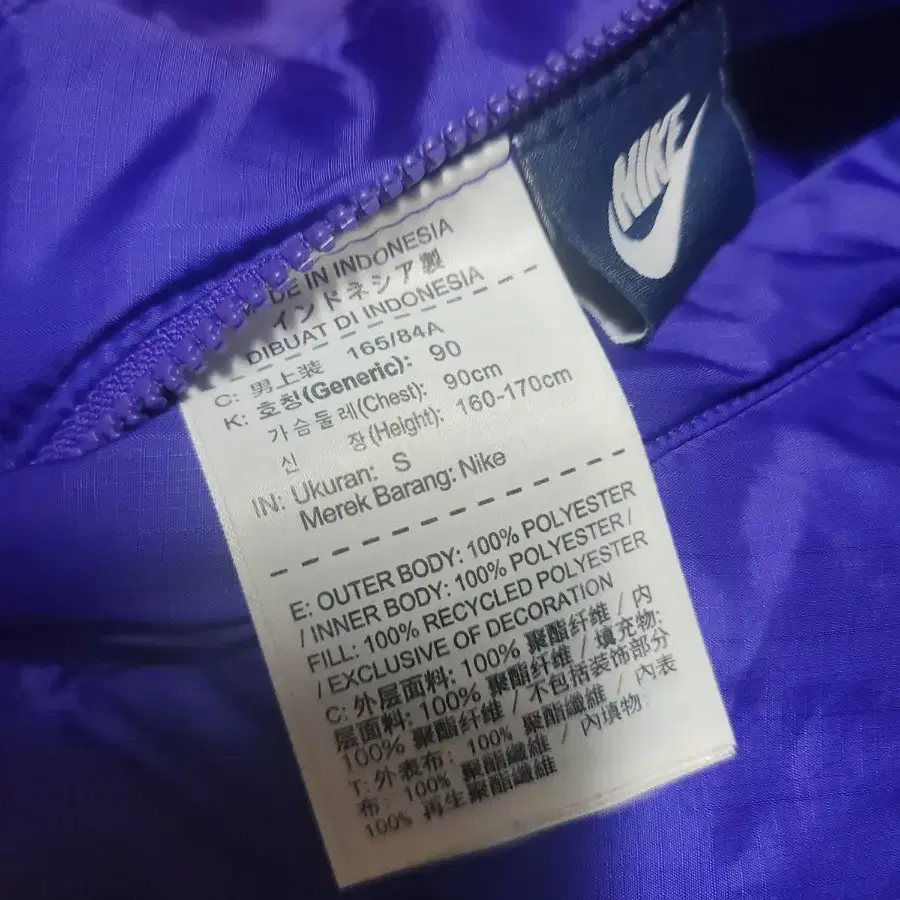 NIKE
MADE IN INDONESIA
インドネシア製
DIBUAT DI INDONESIA
C: 男上装 165/84A
K: 호칭(Generic): 90
가슴둘레(Chest): 90cm
신 장(Height): 160-170cm
IN: Ukuran: S
Merek Barang: Nike
E: OUTER BODY: 100% POLYESTER
/ INNER BODY: 100% POLYESTER /
FILL: 100% RECYCLED POLYESTER
/ EXCLUSIVE OF DECORATION
C: 外层面料: 100% 聚酯纤维 / 内
层面料: 100% 聚酯纤维 / 填充物:
100% 聚酯纤维 / 不包括装饰部分
T: 外表布: 100% 聚酯纖維 / 內表
布: 100% 聚酯纖維 / 內填物:
100% 再生聚酯纖維